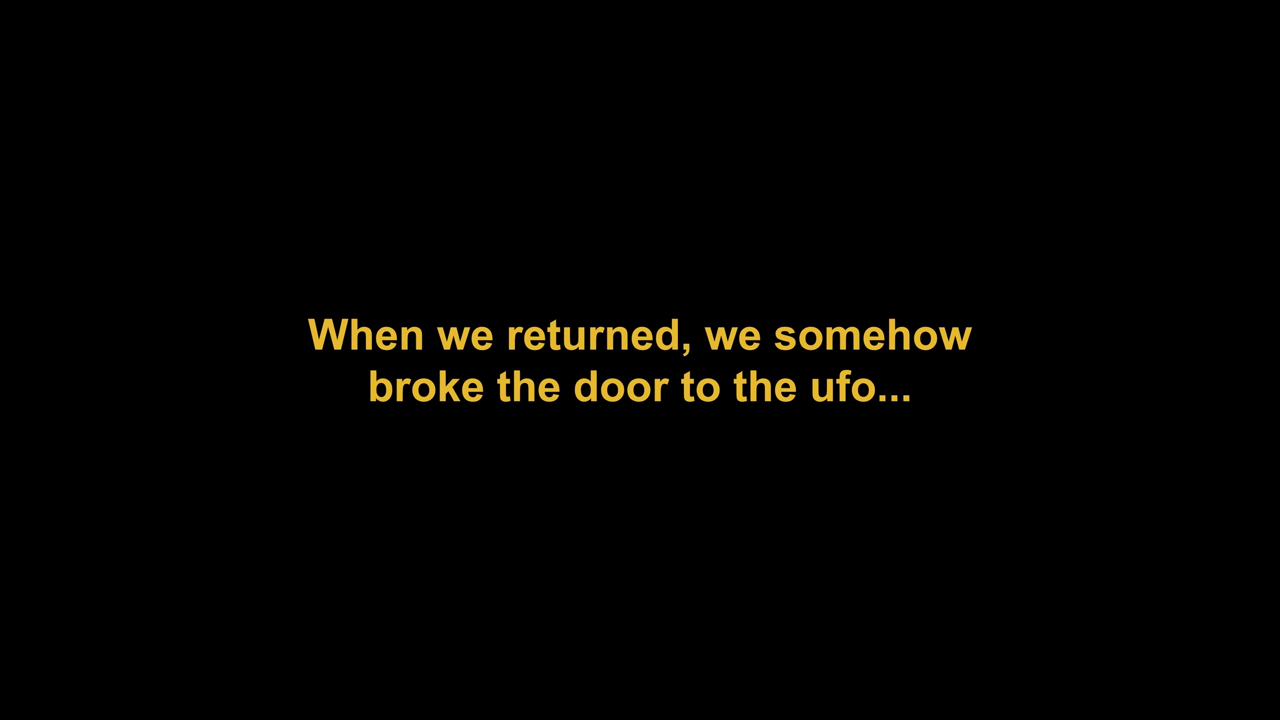 When we returned, we somehow
broke the door to the ufo...